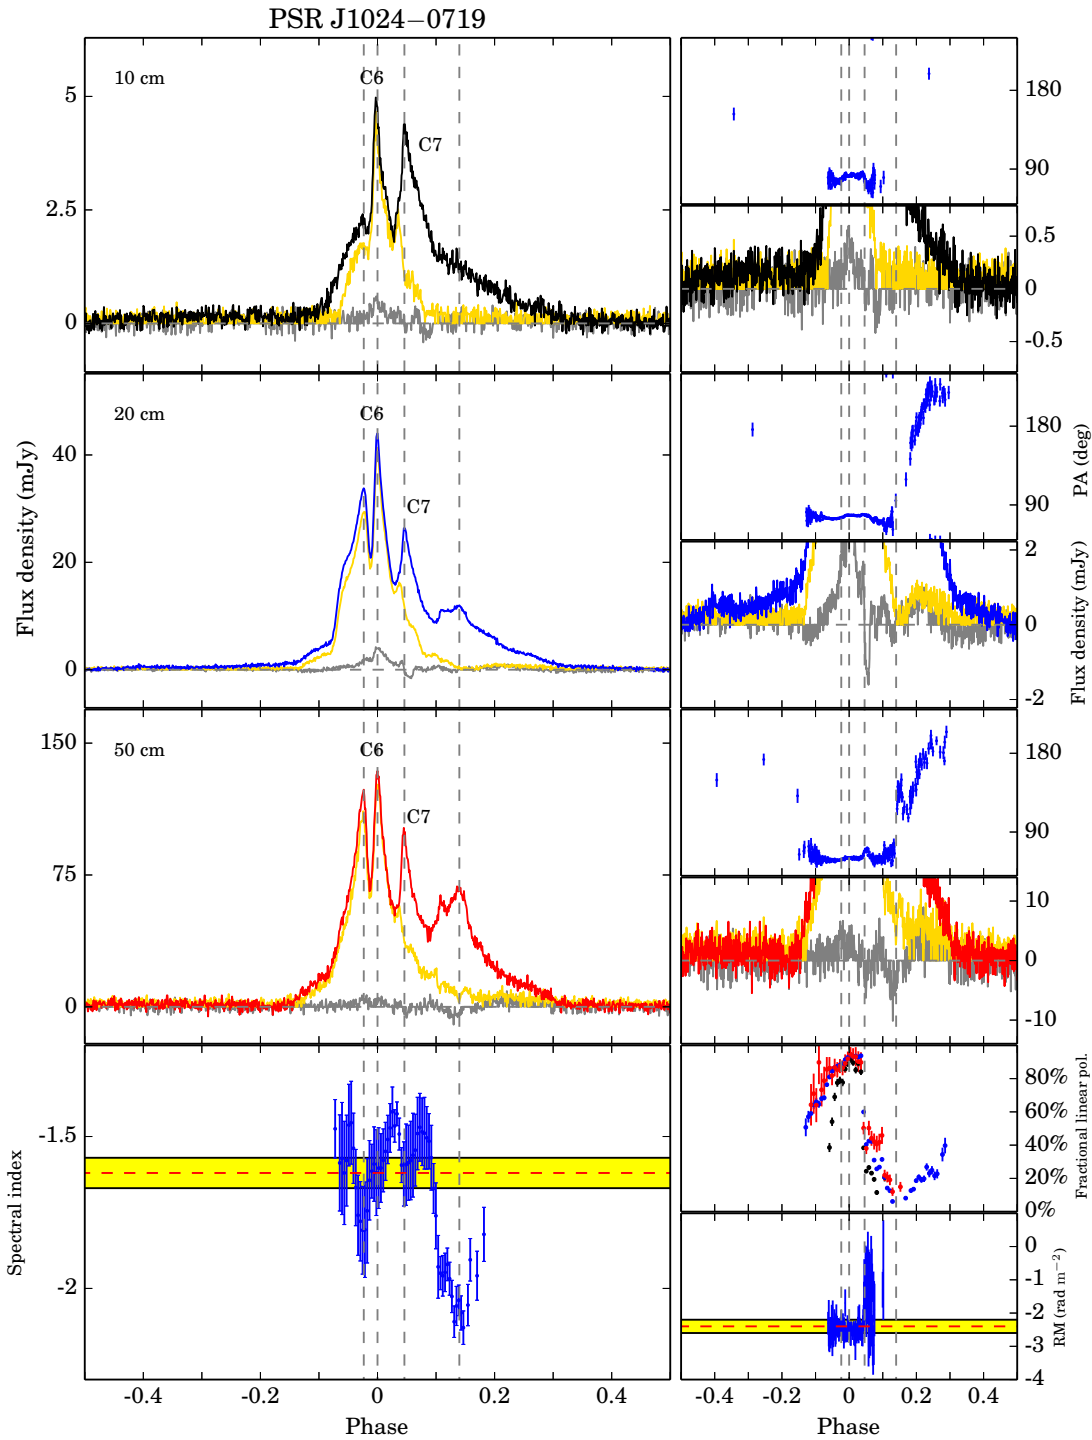 PSR J1024−0719
10 cm
C6
C7
5
2.5
0
180
90
0.5
0
-0.5
20 cm
C6
C7
40
20
0
Flux density (mJy)
180
90
PA (deg)
2
0
-2
Flux density (mJy)
50 cm
C6
C7
150
75
0
180
90
10
0
-10
-1.5
-2
Spectral index
80%
60%
40%
20%
0%
Fractional linear pol.
0
-1
-2
-3
-4
RM (rad m⁻²)
-0.4
-0.2
0
0.2
0.4
Phase
-0.4
-0.2
0
0.2
0.4
Phase